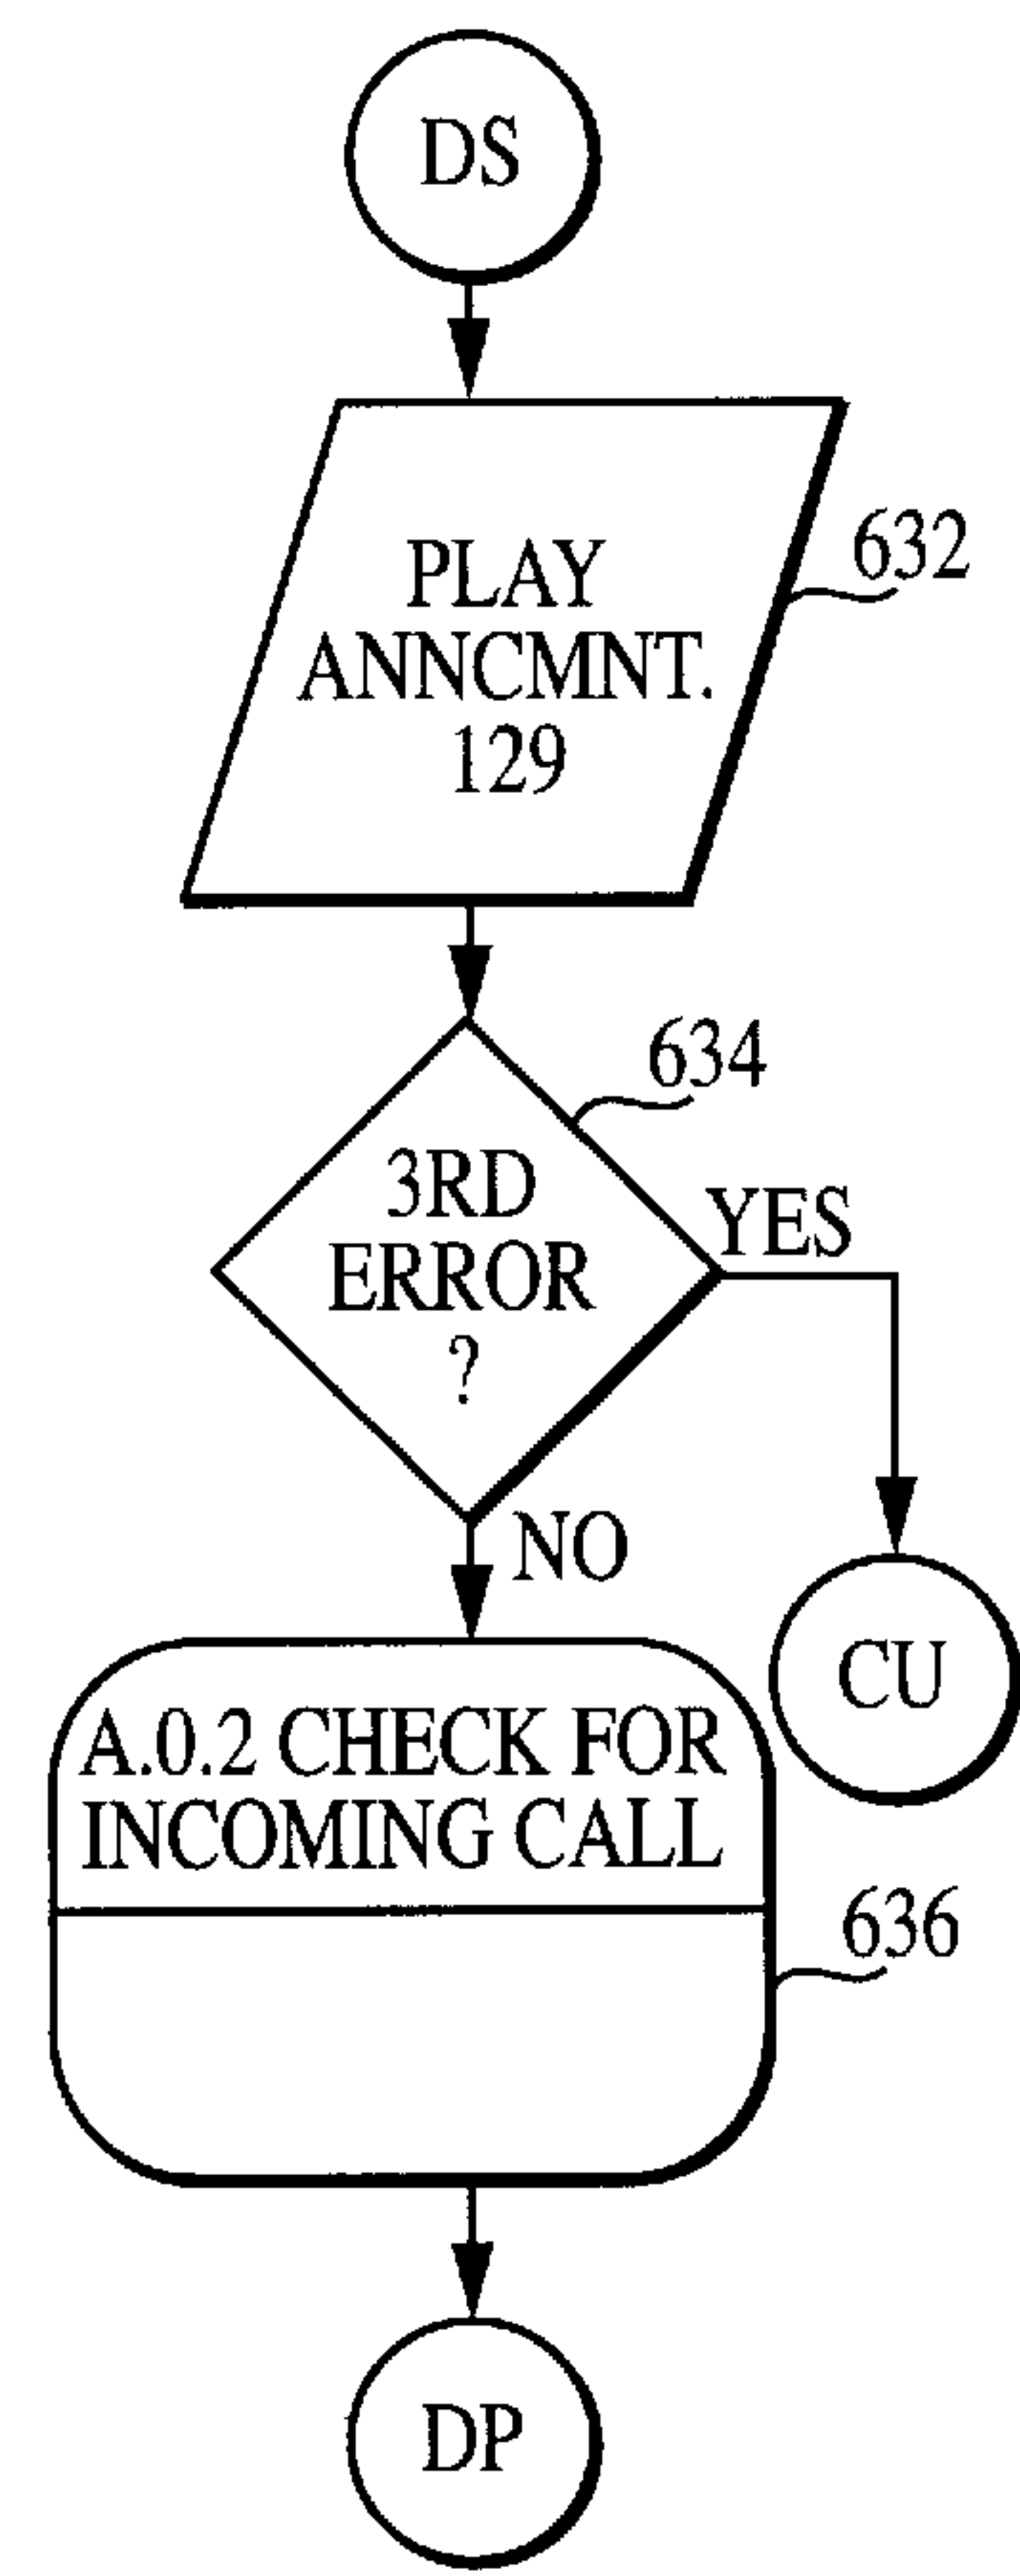 DS
PLAY
ANNCMNT.
129
632
634
3RD
ERROR
?
YES
NO
CU
A.0.2 CHECK FOR
INCOMING CALL
636
DP